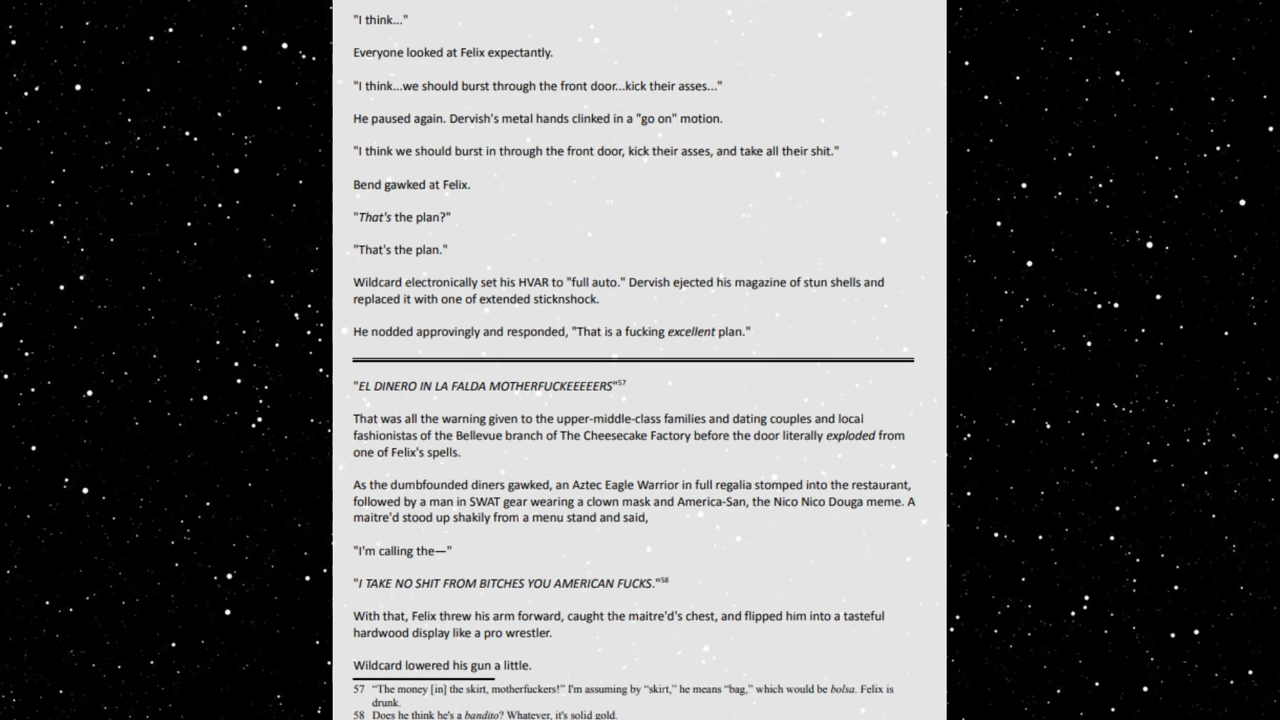 "I think..."
Everyone looked at Felix expectantly.
"I think...we should burst through the front door...kick their asses..."
He paused again. Dervish's metal hands clinked in a "go on" motion.
"I think we should burst in through the front door, kick their asses, and take all their shit."
Bend gawked at Felix.
"That's the plan?"
"That's the plan."
Wildcard electronically set his HVAR to "full auto." Dervish ejected his magazine of stun shells and
replaced it with one of extended sticknshock.
He nodded approvingly and responded, "That is a fucking excellent plan."
"EL DINERO IN LA FALDA MOTHERFUCKEEEEERS"57
That was all the warning given to the upper-middle-class families and dating couples and local
fashionistas of the Bellevue branch of The Cheesecake Factory before the door literally exploded from
one of Felix's spells.
As the dumbfounded diners gawked, an Aztec Eagle Warrior in full regalia stomped into the restaurant,
followed by a man in SWAT gear wearing a clown mask and America-San, the Nico Nico Douga meme. A
maitre'd stood up shakily from a menu stand and said,
"I'm calling the—"
"I TAKE NO SHIT FROM BITCHES YOU AMERICAN FUCKS."58
With that, Felix threw his arm forward, caught the maitre'd's chest, and flipped him into a tasteful
hardwood display like a pro wrestler.
Wildcard lowered his gun a little.
57 “The money [in] the skirt, motherfuckers!” I'm assuming by “skirt,” he means “bag,” which would be bolsa. Felix is
drunk.
58 Does he think he's a bandito? Whatever, it's solid gold.